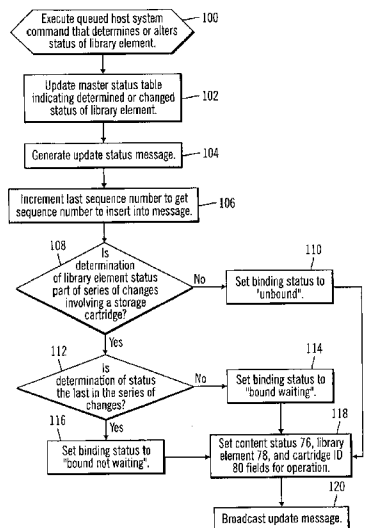 Execute queued host system
command that determines or alters
status of library element.
100
Update master status table
indicating determined or changed
status of library element.
102
Generate update status message.
104
Increment last sequence number to get
sequence number to insert into message.
106
108
Is
determination
of library element status
part of series of changes
involving a storage
cartridge?
No
110
Set binding status to
"unbound".
Yes
112
Is
determination of status
the last in the series of
changes?
No
114
Set binding status to
"bound waiting".
Yes
116
Set binding status to
"bound not waiting".
118
Set content status 76, library
element 78, and cartridge ID
80 fields for operation.
120
Broadcast update message.